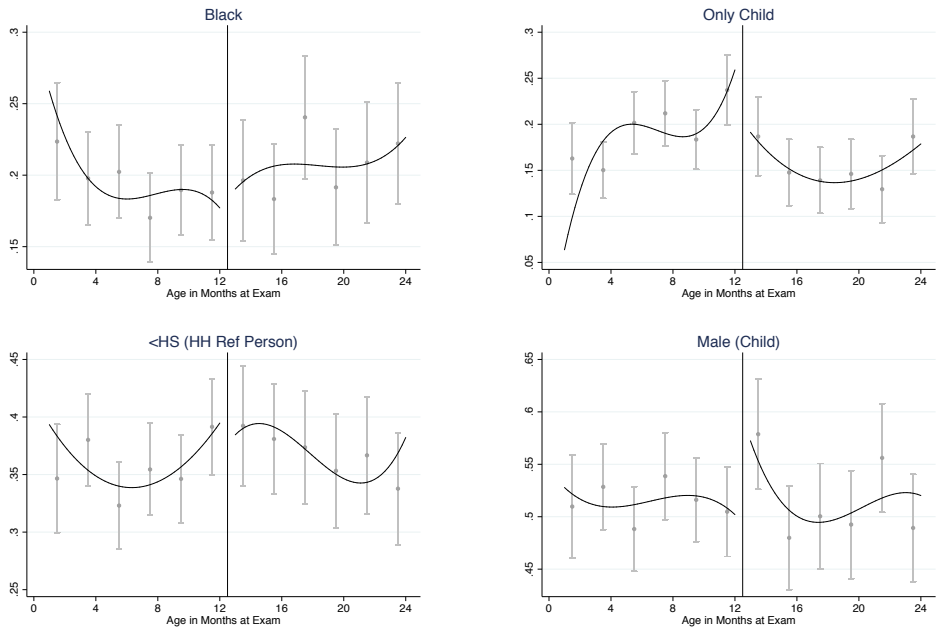 Black
.3
.25
.2
.15
0 4 8 12 16 20 24
Age in Months at Exam
Only Child
.3
.25
.2
.15
.1
.05
0 4 8 12 16 20 24
Age in Months at Exam
<HS (HH Ref Person)
.45
.4
.35
.3
.25
0 4 8 12 16 20 24
Age in Months at Exam
Male (Child)
.65
.6
.55
.5
.45
0 4 8 12 16 20 24
Age in Months at Exam